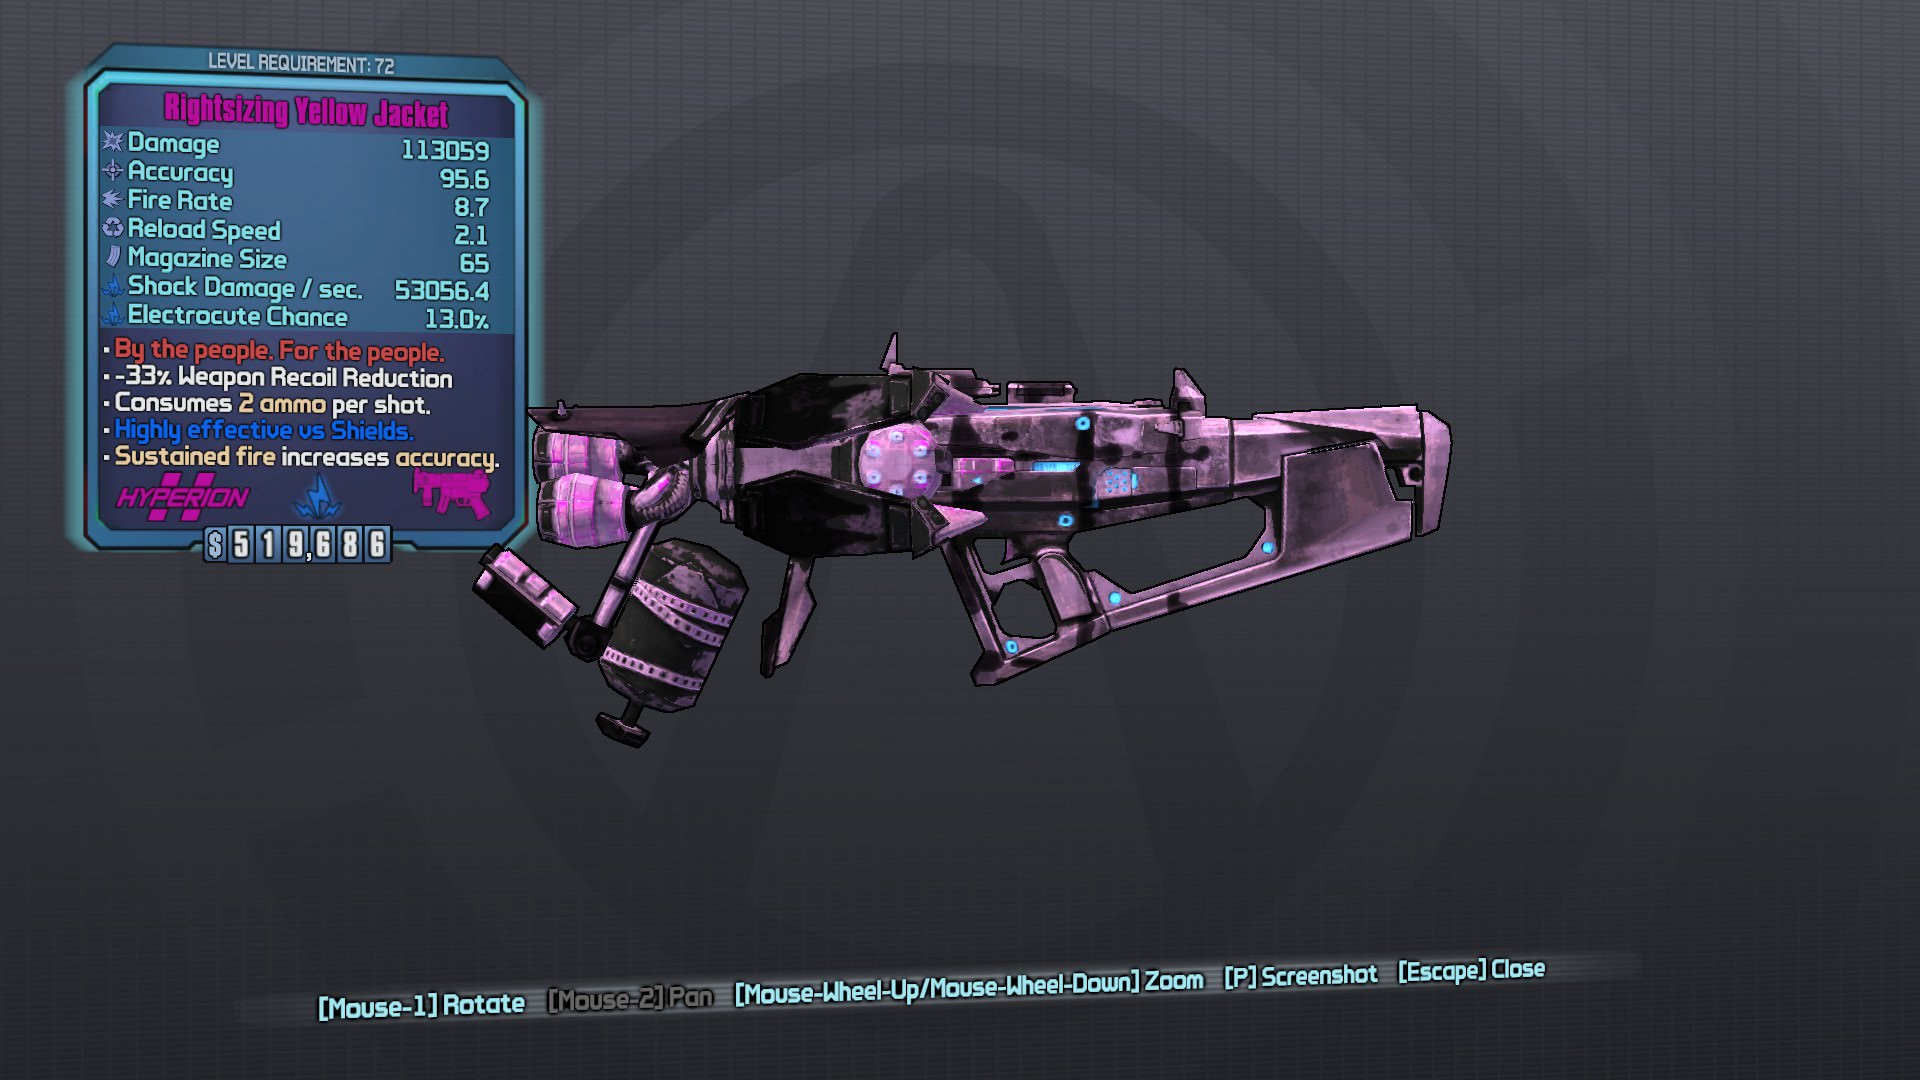 LEVEL REQUIREMENT: 72
Rightsizing Yellow Jacket
Damage 113059
Accuracy 95.6
Fire Rate 8.7
Reload Speed 2.1
Magazine Size 65
Shock Damage / sec. 53056.4
Electrocute Chance 13.0%
• By the people. For the people.
• -33% Weapon Recoil Reduction
• Consumes 2 ammo per shot.
• Highly effective vs Shields.
• Sustained fire increases accuracy.
HYPERION
$519,686
[Mouse-1] Rotate [Mouse-2] Pan [Mouse-Wheel-Up/Mouse-Wheel-Down] Zoom [P] Screenshot [Escape] Close